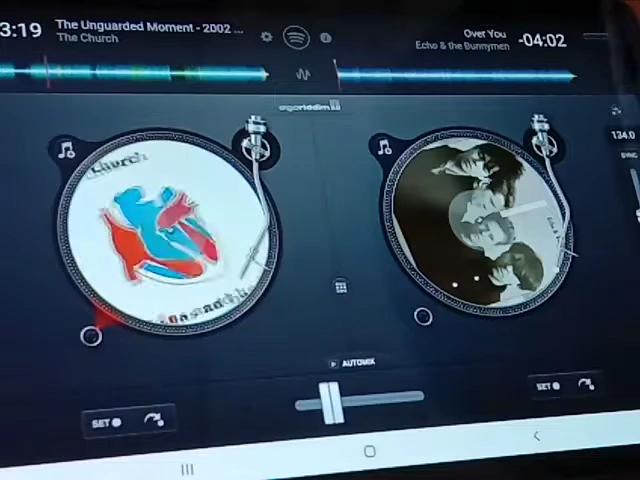 3:19
The Unguarded Moment - 2002 ...
The Church
Over You
Echo & the Bunnymen
-04:02
algoriddim
134.0
SYNC
Church
AUTOMIX
SET
SET